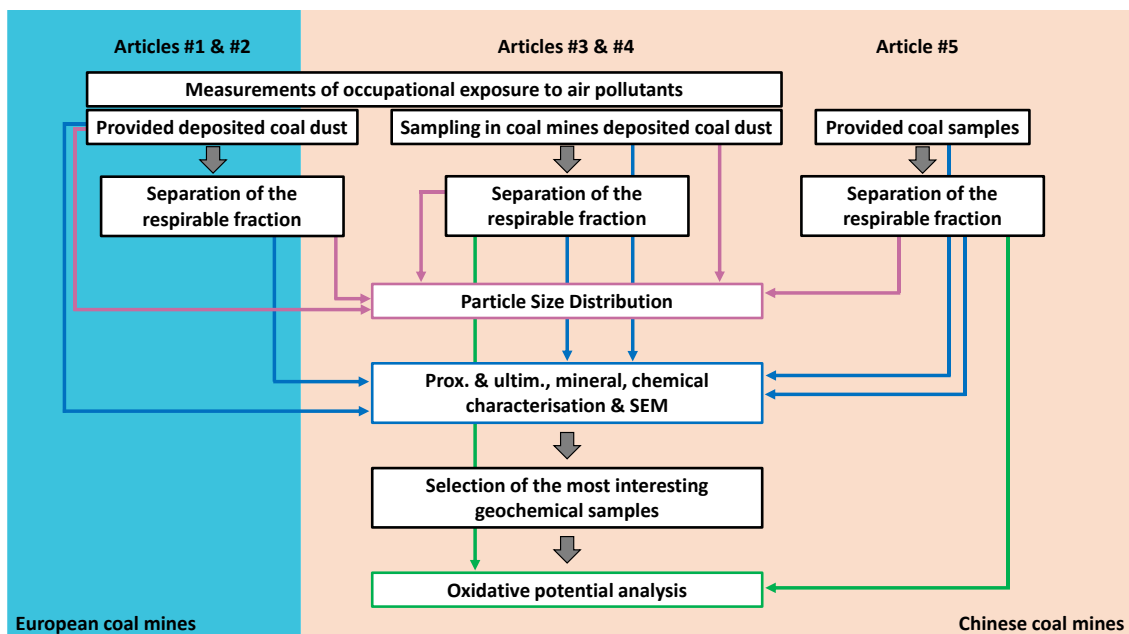 Articles #1 & #2
Articles #3 & #4
Article #5
Measurements of occupational exposure to air pollutants
Provided deposited coal dust
Sampling in coal mines deposited coal dust
Provided coal samples
Separation of the
respirable fraction
Separation of the
respirable fraction
Separation of the
respirable fraction
Particle Size Distribution
Prox. & ultim., mineral, chemical
characterisation & SEM
Selection of the most interesting
geochemical samples
Oxidative potential analysis
European coal mines
Chinese coal mines